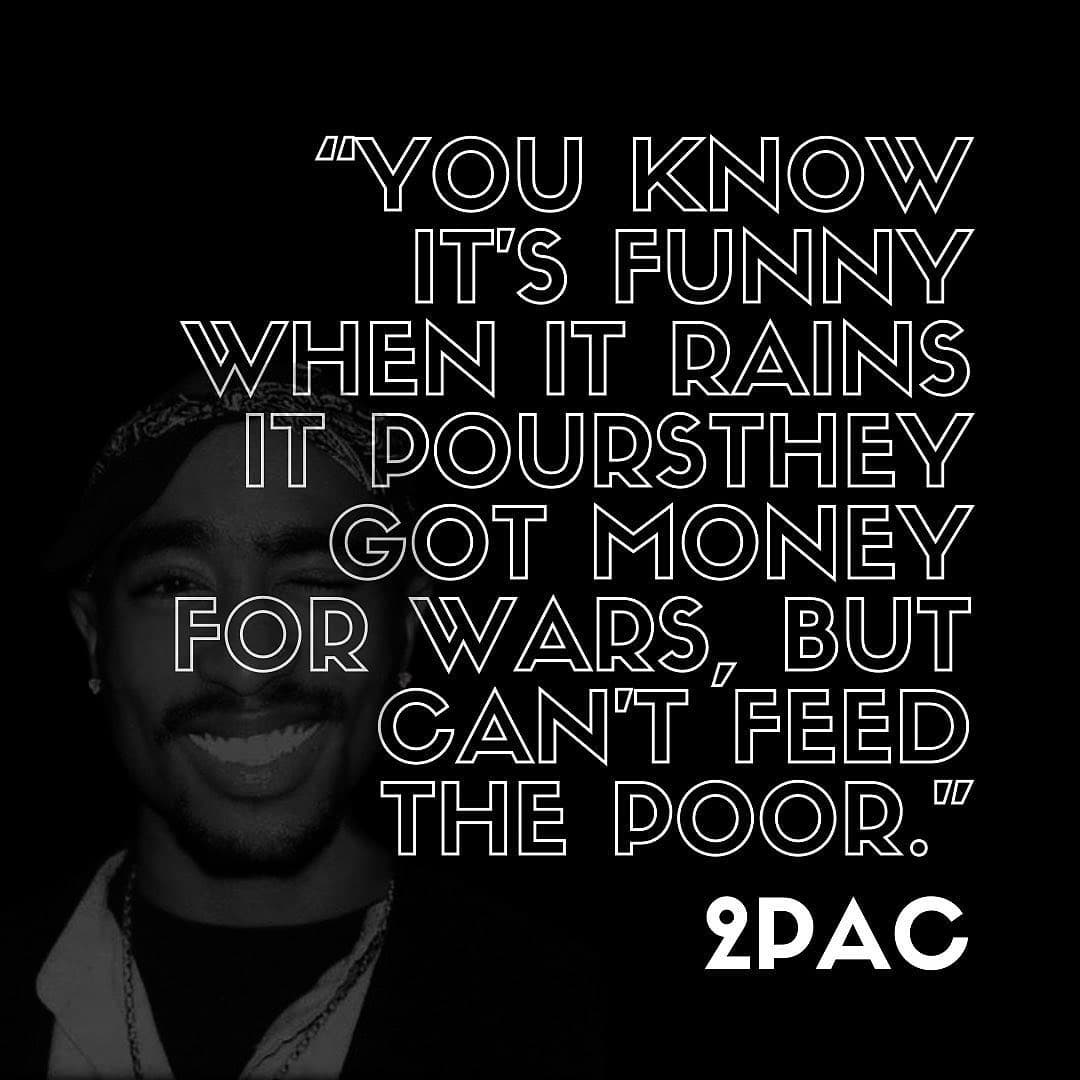 “YOU KNOW
IT'S FUNNY
WHEN IT RAINS
IT POURSTHEY
GOT MONEY
FOR WARS, BUT
CAN'T FEED
THE POOR.”
2PAC